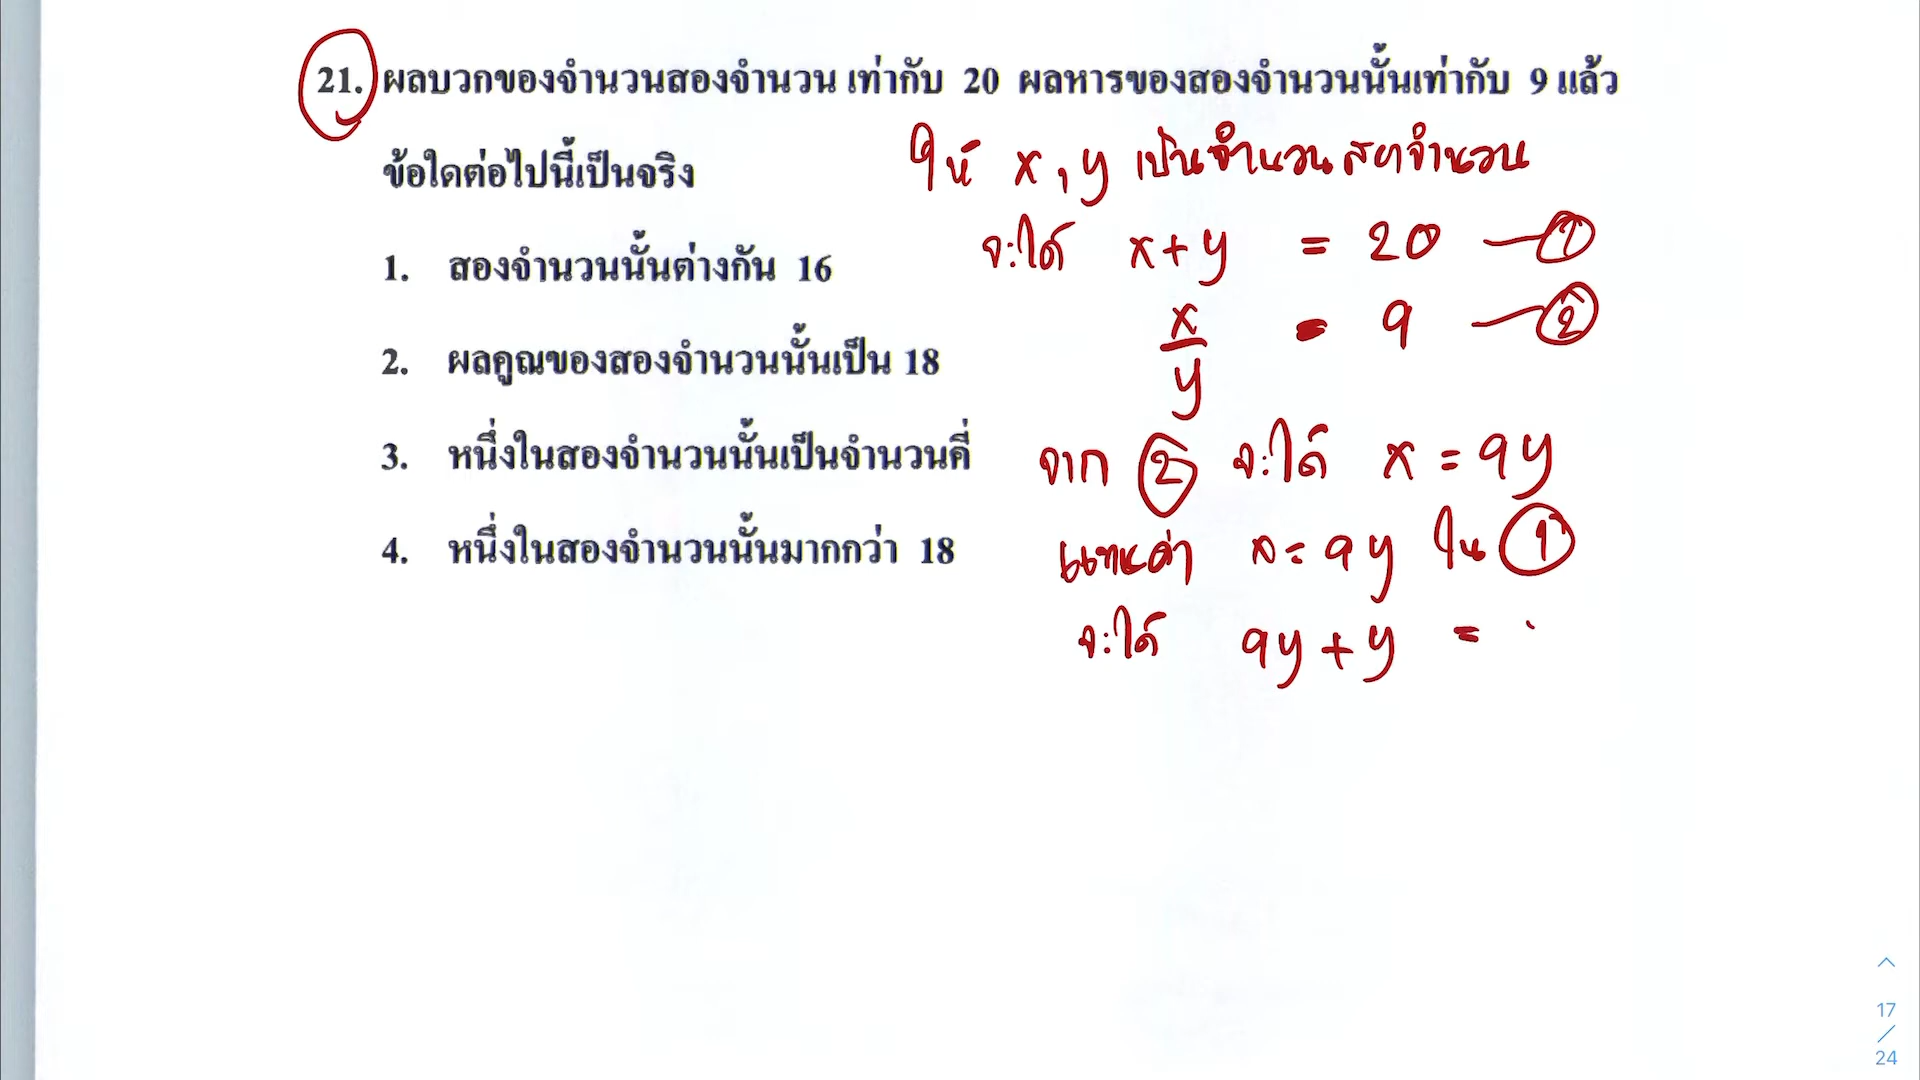 21. ผลบวกของจำนวนสองจำนวน เท่ากับ 20 ผลหารของสองจำนวนนั้นเท่ากับ 9 แล้ว
ข้อใดต่อไปนี้เป็นจริง
1. สองจำนวนนั้นต่างกัน 16
2. ผลคูณของสองจำนวนนั้นเป็น 18
3. หนึ่งในสองจำนวนนั้นเป็นจำนวนคี่
4. หนึ่งในสองจำนวนนั้นมากกว่า 18
ให้ x, y เป็นจำนวนสองจำนวน
จะได้ x + y = 20 — ①
x/y = 9 — ②
จาก ② จะได้ x = 9y
แทนค่า x = 9y ใน ①
จะได้ 9y + y =
17
/
24